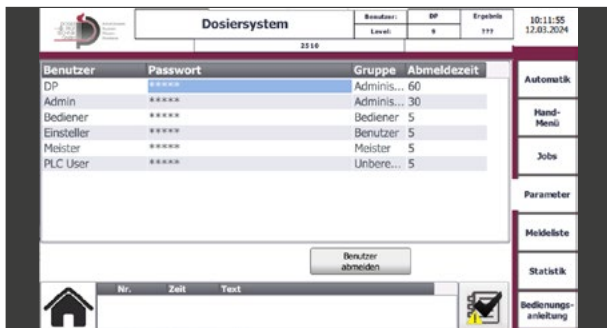 Dosiersystem
Benutzer: DP Ergebnis
Level: 9 ???
10:11:55
12.03.2024
2510
Benutzer Passwort Gruppe Abmeldezeit
DP ***** Adminis... 60
Admin ***** Adminis... 30
Bediener ***** Bediener 5
Einsteller ***** Benutzer 5
Meister ***** Meister 5
PLC User ***** Unbere... 5
Automatik
Hand-
Menü
Jobs
Parameter
Meldeliste
Statistik
Bedienungs-
anleitung
Benutzer
abmelden
Nr. Zeit Text